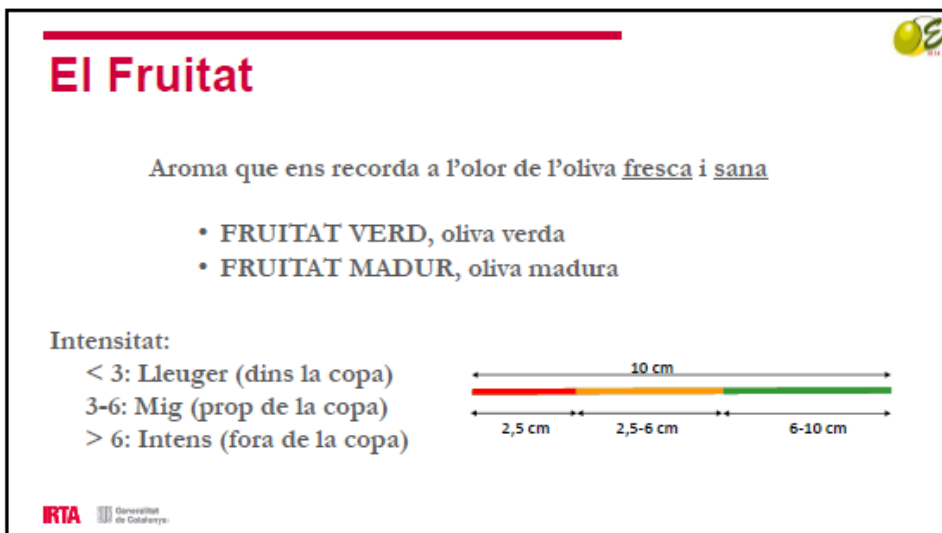 El Fruitat
Aroma que ens recorda a l'olor de l'oliva fresca i sana
• FRUITAT VERD, oliva verda
• FRUITAT MADUR, oliva madura
Intensitat:
< 3: Lleuger (dins la copa)
3-6: Mig (prop de la copa)
> 6: Intens (fora de la copa)
10 cm
2,5 cm 2,5-6 cm 6-10 cm
IRTA Generalitat
de Catalunya